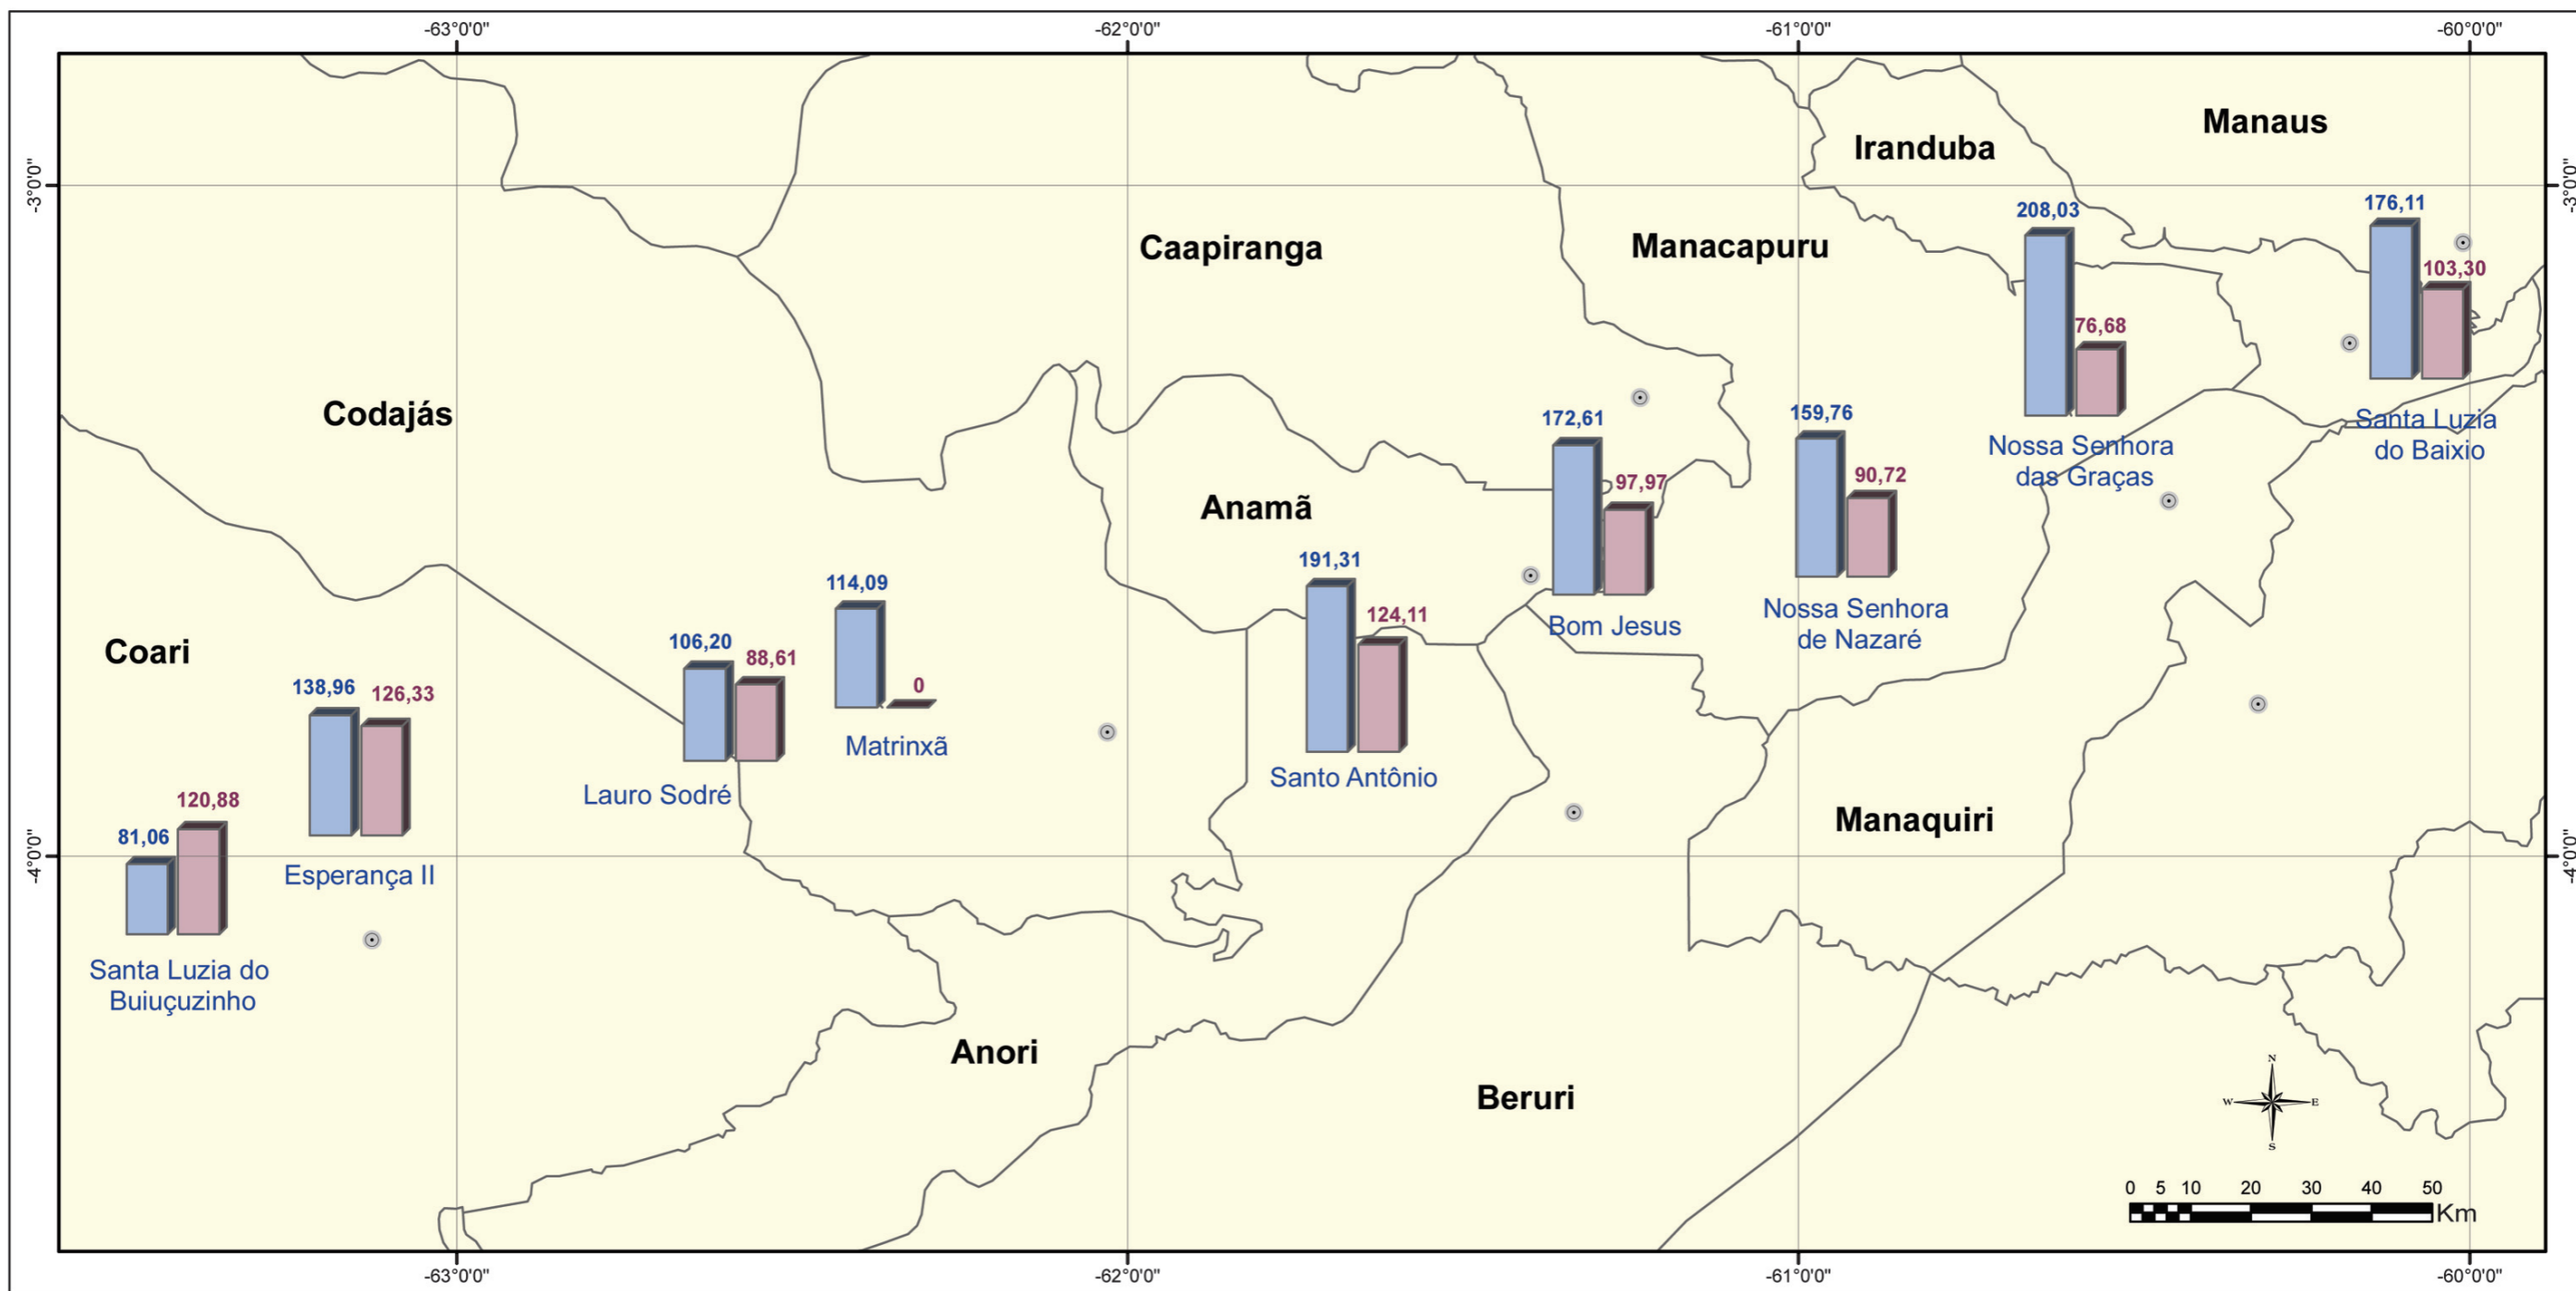 -63°0'0" -62°0'0" -61°0'0" -60°0'0"
Manaus
Iranduba
-3°0'0" -3°0'0"
176,11
208,03
Caapiranga Manacapuru
103,30
76,68
Codajás
172,61 159,76
Santa Luzia
do Baixio
Nossa Senhora
das Graças
97,97 90,72
Anamã
191,31
114,09
Nossa Senhora
de Nazaré
124,11
Bom Jesus
106,20
Coari
88,61
138,96 126,33
0
Matrinxã
Santo Antônio
Lauro Sodré
120,88
81,06
Manaquiri
-4°0'0" -4°0'0"
Esperança II
Santa Luzia do
Buiuçuzinho
Anori
N
Beruri
W E
S
0 5 10 20 30 40 50
Km
-63°0'0" -62°0'0" -61°0'0" -60°0'0"